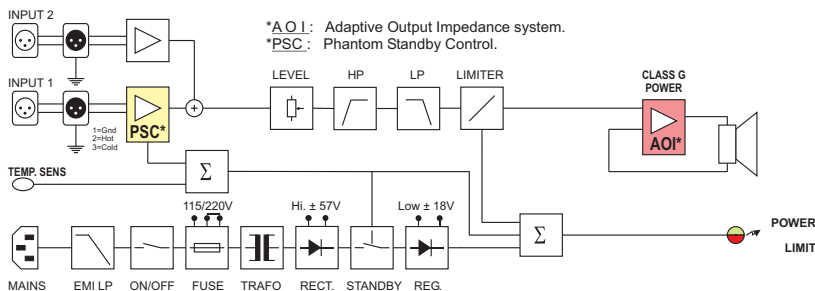 INPUT 2
*A O I : Adaptive Output Impedance system.
*PSC : Phantom Standby Control.
INPUT 1
LEVEL
HP
LP
LIMITER
CLASS G
POWER
1=Gnd
2=Hot
3=Cold
PSC*
AOI*
TEMP. SENS
Σ
115/220V
Hi. ± 57V
Low ± 18V
Σ
POWER
LIMIT
MAINS
EMI LP
ON/OFF
FUSE
TRAFO
RECT.
STANDBY
REG.